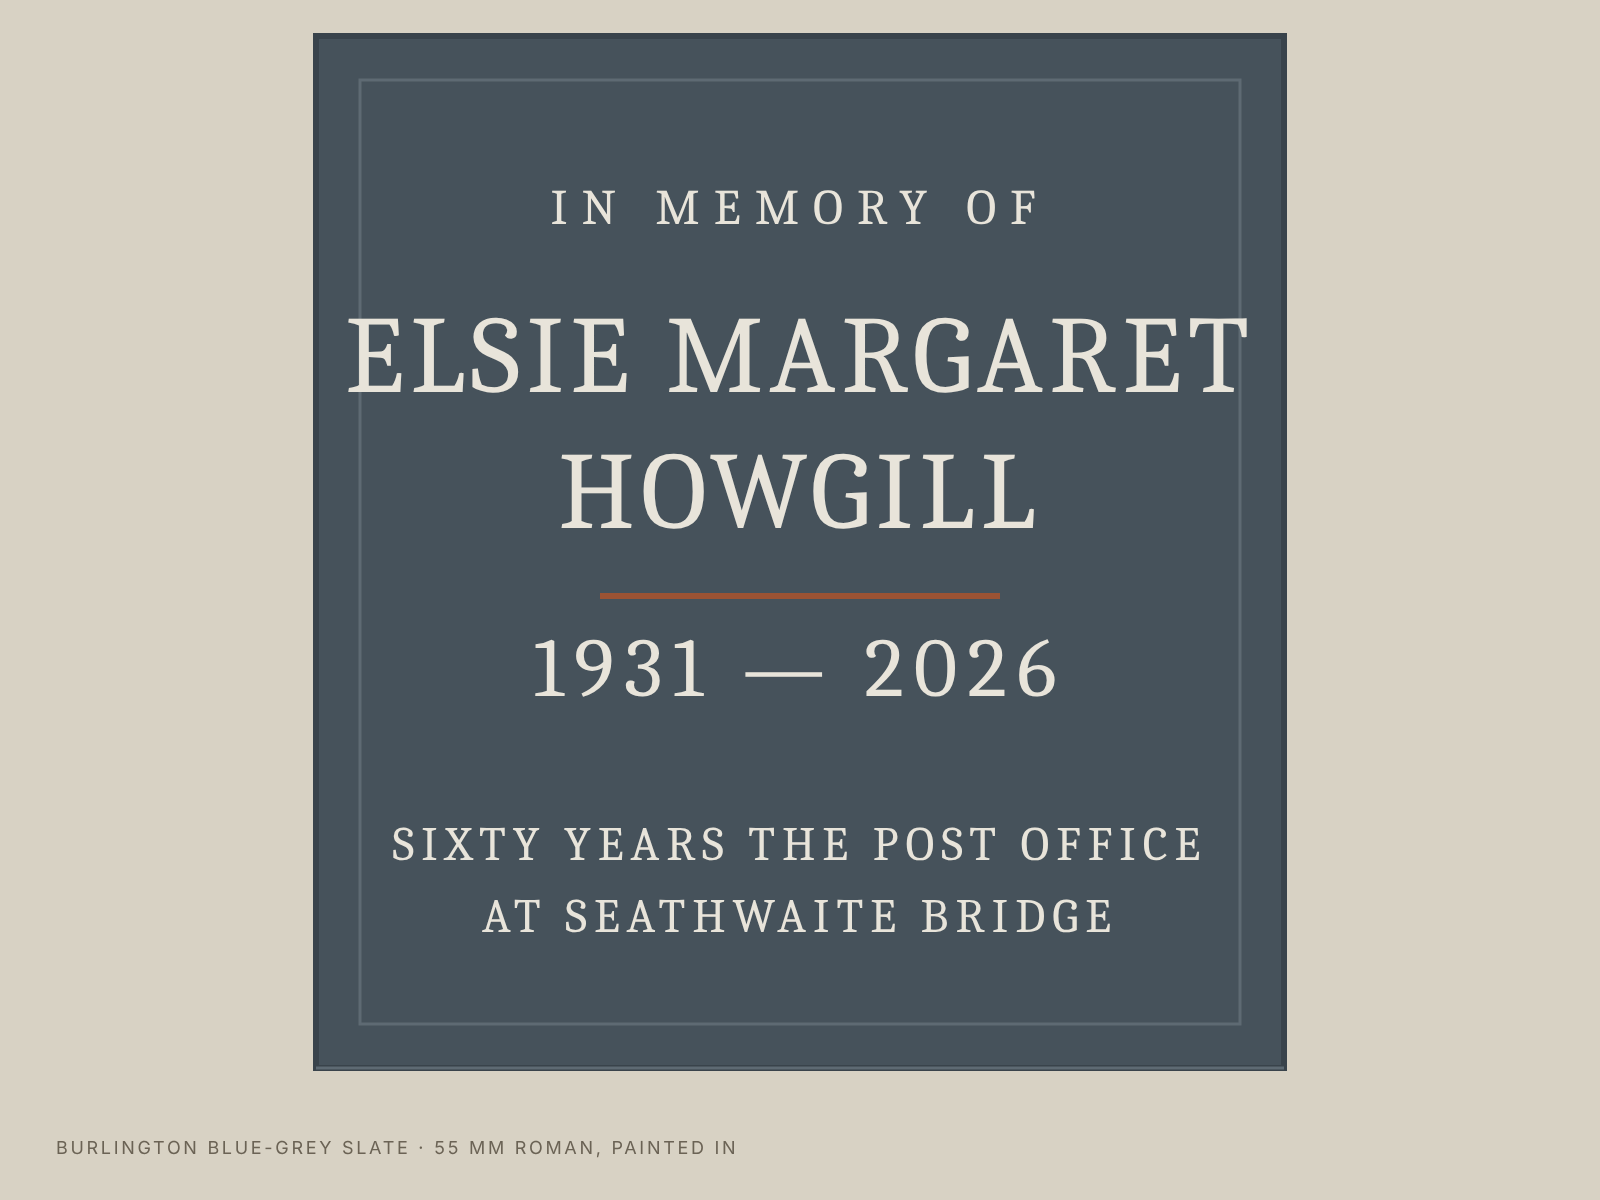 IN MEMORY OF
ELSIE MARGARET
HOWGILL
1931 — 2026
SIXTY YEARS THE POST OFFICE
AT SEATHWAITE BRIDGE
BURLINGTON BLUE-GREY SLATE · 55 MM ROMAN, PAINTED IN